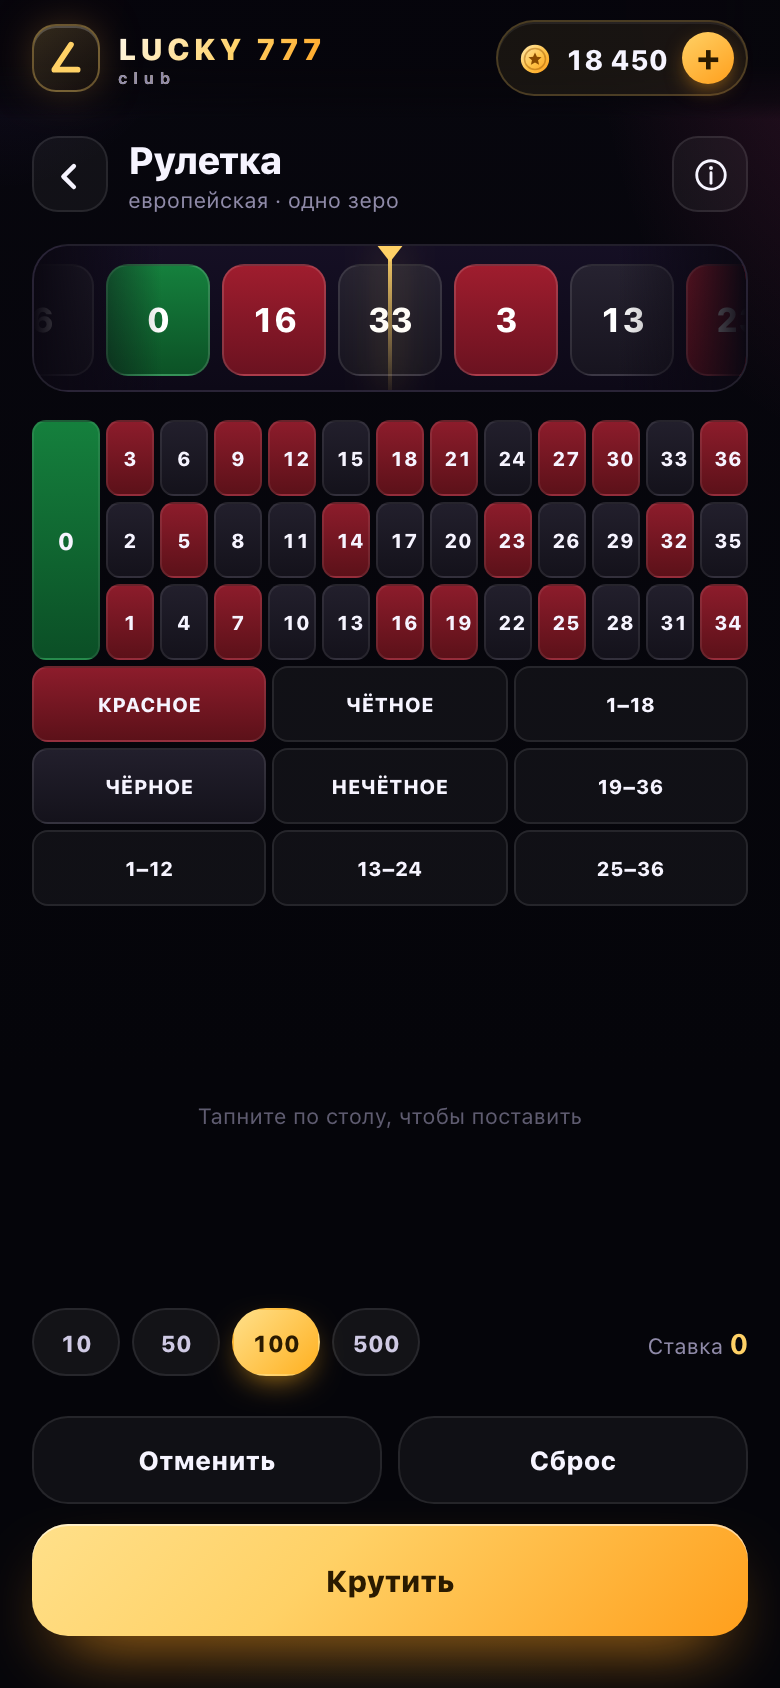 LUCKY 777
club
18 450
Рулетка
европейская · одно зеро
6 0 16 33 3 13 2
3 6 9 12 15 18 21 24 27 30 33 36
0
2 5 8 11 14 17 20 23 26 29 32 35
1 4 7 10 13 16 19 22 25 28 31 34
КРАСНОЕ ЧЁТНОЕ 1–18
ЧЁРНОЕ НЕЧЁТНОЕ 19–36
1–12 13–24 25–36
Тапните по столу, чтобы поставить
10 50 100 500 Ставка 0
Отменить Сброс
Крутить